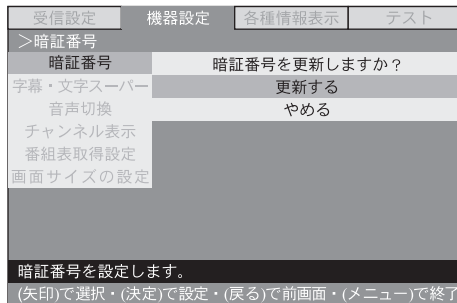 受信設定 機器設定 各種情報表示 テスト
＞暗証番号
暗証番号 暗証番号を更新しますか？
字幕・文字スーパー 更新する
音声切換 やめる
チャンネル表示
番組表取得設定
画面サイズの設定
暗証番号を設定します。
(矢印)で選択・(決定)で設定・(戻る)で前画面・(メニュー)で終了